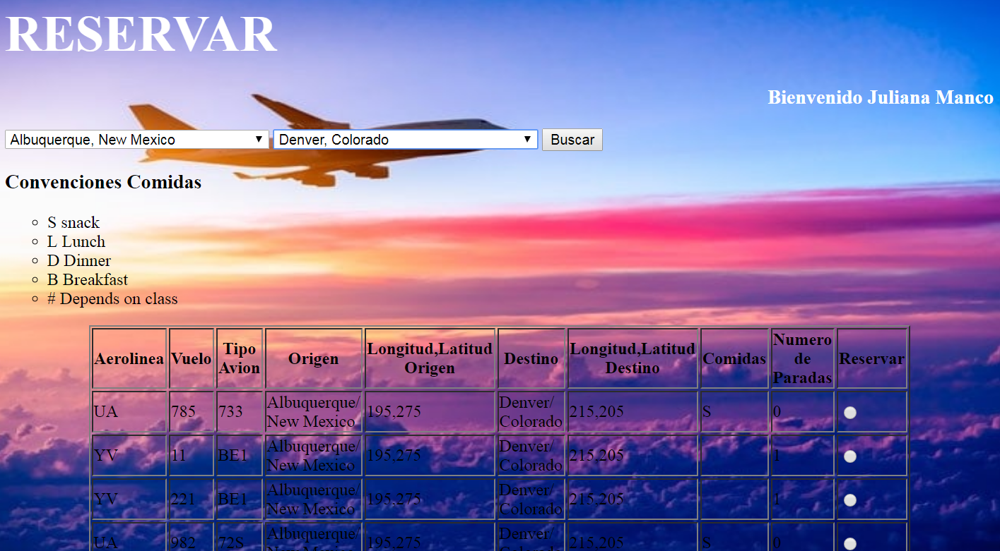 RESERVAR
Bienvenido Juliana Manco
Albuquerque, New Mexico Denver, Colorado Buscar
Convenciones Comidas
S snack
L Lunch
D Dinner
B Breakfast
# Depends on class
Aerolinea Vuelo Tipo Avion Origen Longitud,Latitud Origen Destino Longitud,Latitud Destino Comidas Numero de Paradas Reservar
UA 785 733 Albuquerque/ New Mexico 195,275 Denver/ Colorado 215,205 S 0
YV 11 BE1 Albuquerque/ New Mexico 195,275 Denver/ Colorado 215,205 1
YV 221 BE1 Albuquerque/ New Mexico 195,275 Denver/ Colorado 215,205 1
UA 982 72S Albuquerque/ New Mexico 195,275 Denver/ Colorado 215,205 S 0